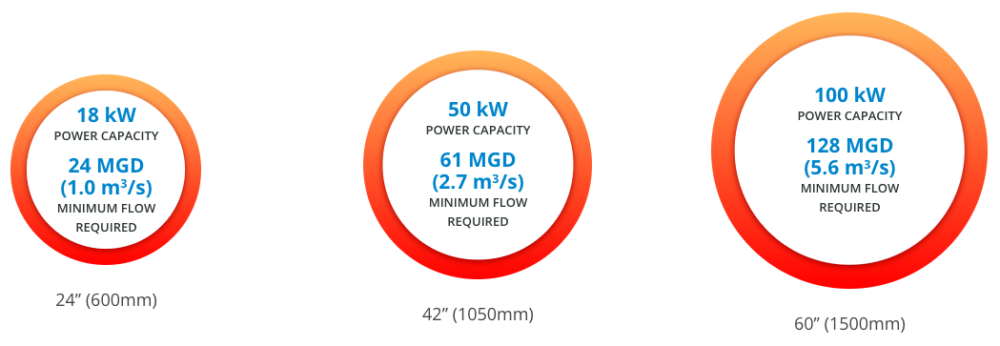 18 kW
POWER CAPACITY
24 MGD
(1.0 m³/s)
MINIMUM FLOW
REQUIRED
24” (600mm)
50 kW
POWER CAPACITY
61 MGD
(2.7 m³/s)
MINIMUM FLOW
REQUIRED
42” (1050mm)
100 kW
POWER CAPACITY
128 MGD
(5.6 m³/s)
MINIMUM FLOW
REQUIRED
60” (1500mm)